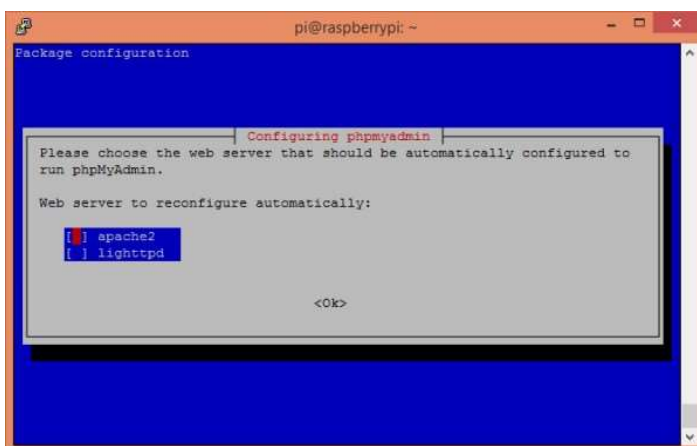 pi@raspberrypi: ~
Package configuration
Configuring phpmyadmin
Please choose the web server that should be automatically configured to
run phpMyAdmin.
Web server to reconfigure automatically:
[ ] apache2
[ ] lighttpd
<Ok>